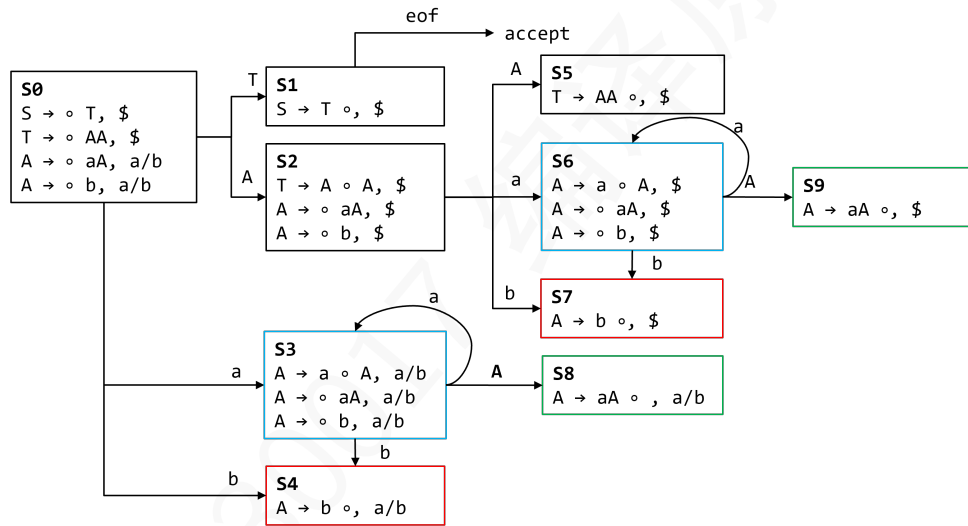 eof
accept
S0
S → ∘ T, $
T → ∘ AA, $
A → ∘ aA, a/b
A → ∘ b, a/b
T
S1
S → T ∘, $
A
S2
T → A ∘ A, $
A → ∘ aA, $
A → ∘ b, $
A
S5
T → AA ∘, $
a
S6
A → a ∘ A, $
A → ∘ aA, $
A → ∘ b, $
a
A
S9
A → aA ∘, $
b
b
S7
A → b ∘, $
a
S3
A → a ∘ A, a/b
A → ∘ aA, a/b
A → ∘ b, a/b
a
A
S8
A → aA ∘ , a/b
b
b
S4
A → b ∘, a/b